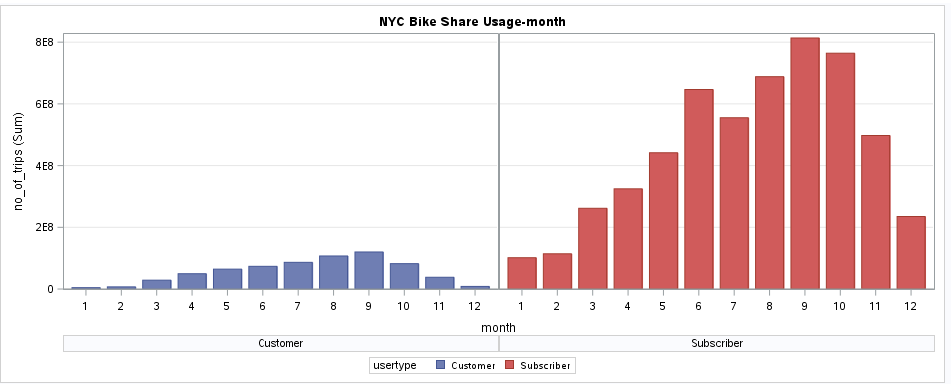 NYC Bike Share Usage-month
no_of_trips (Sum)
8E8
6E8
4E8
2E8
0
1 2 3 4 5 6 7 8 9 10 11 12 1 2 3 4 5 6 7 8 9 10 11 12
month
Customer Subscriber
usertype Customer Subscriber